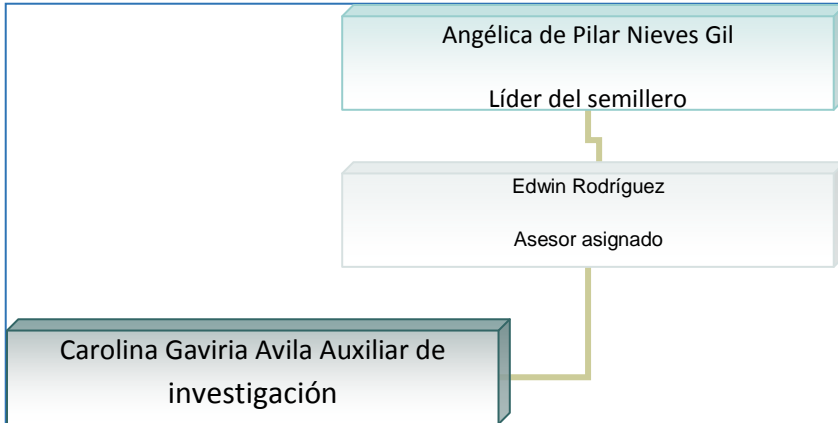 Angélica de Pilar Nieves Gil
Líder del semillero
Edwin Rodríguez
Asesor asignado
Carolina Gaviria Avila Auxiliar de
investigación